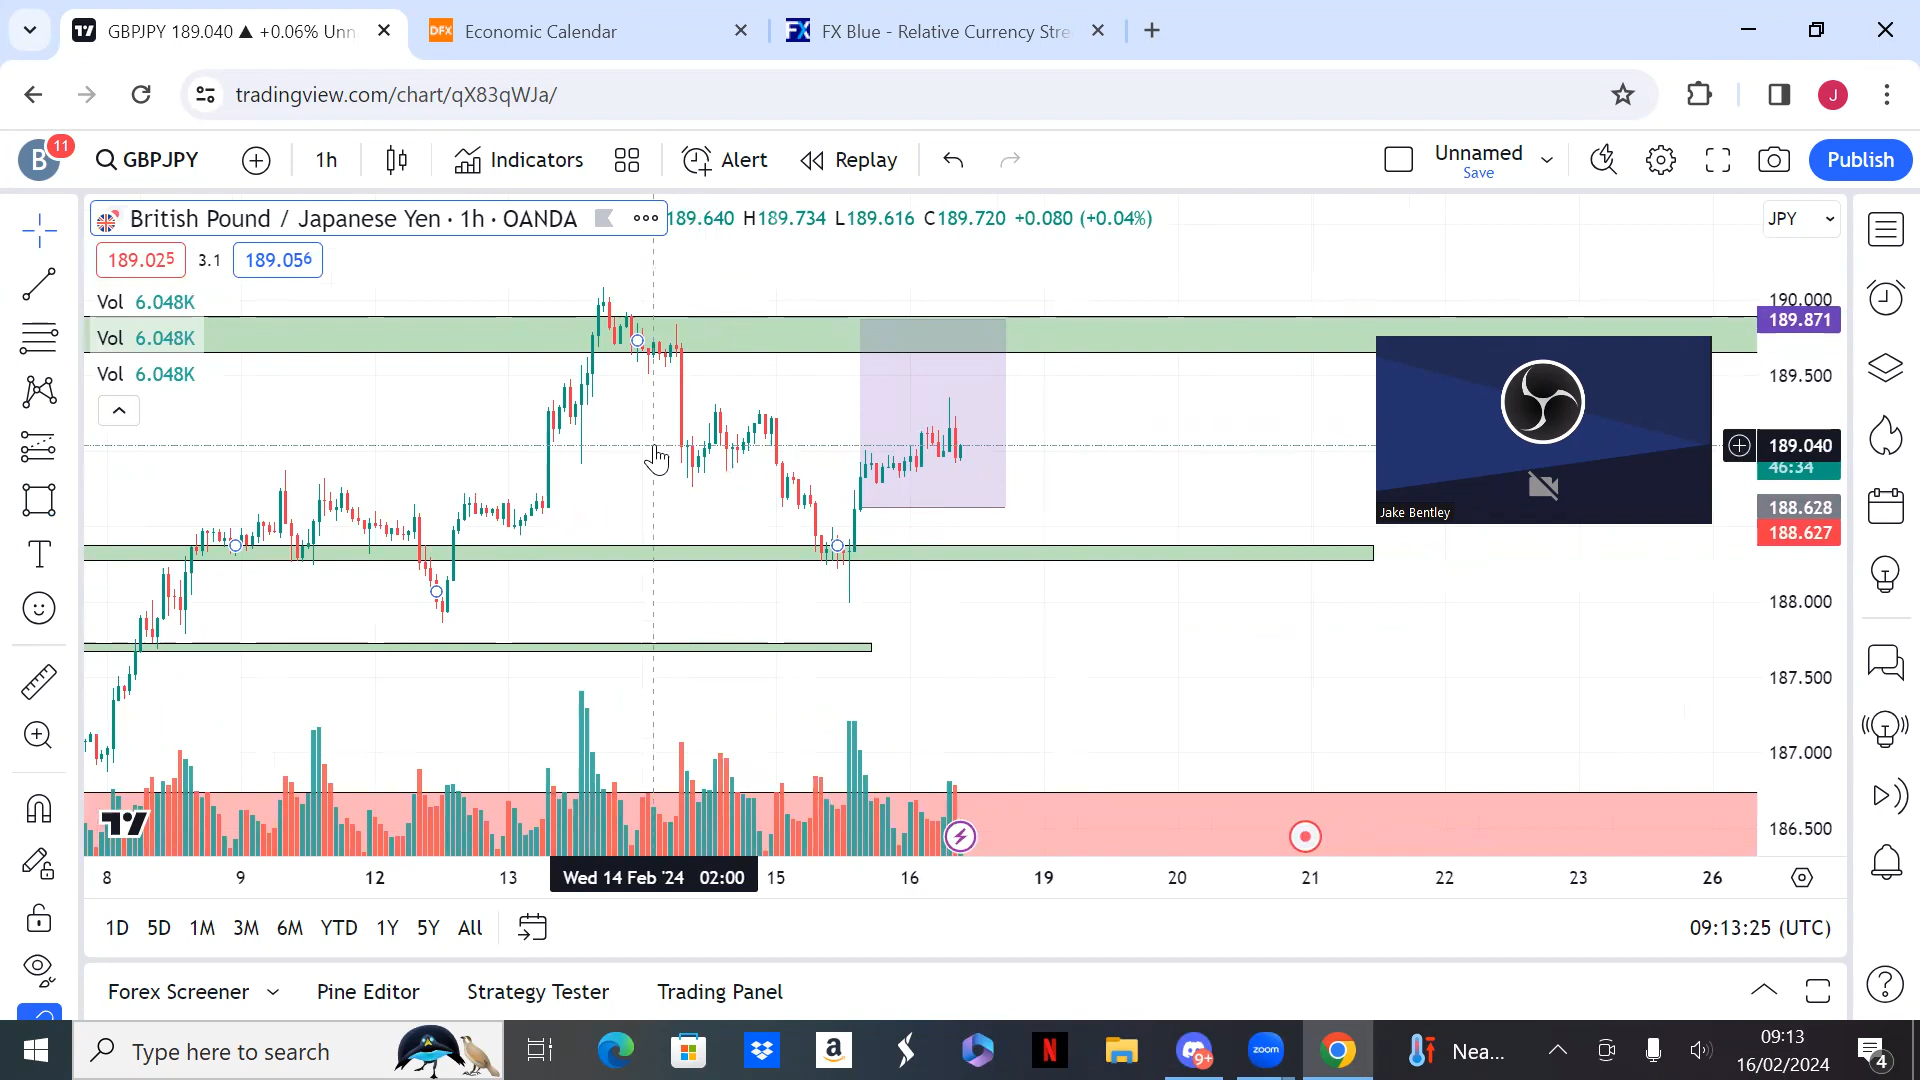 GBPJPY 189.040 ▲ +0.06% Unn
DFX Economic Calendar
FX FX Blue - Relative Currency Stre
tradingview.com/chart/qX83qWJa/
J
B 11 GBPJPY 1h Indicators Alert Replay Unnamed Save Publish
British Pound / Japanese Yen · 1h · OANDA 189.640 H189.734 L189.616 C189.720 +0.080 (+0.04%) JPY
189.025 3.1 189.056
Vol 6.048K
Vol 6.048K
Vol 6.048K
190.000
189.871
189.500
189.040
46:34
188.628
188.627
188.000
187.500
187.000
186.500
Jake Bentley
8 9 12 13 Wed 14 Feb '24 02:00 15 16 19 20 21 22 23 26
1D 5D 1M 3M 6M YTD 1Y 5Y All 09:13:25 (UTC)
Forex Screener Pine Editor Strategy Tester Trading Panel
Type here to search a N 9+ zoom Nea... 09:13
16/02/2024 4